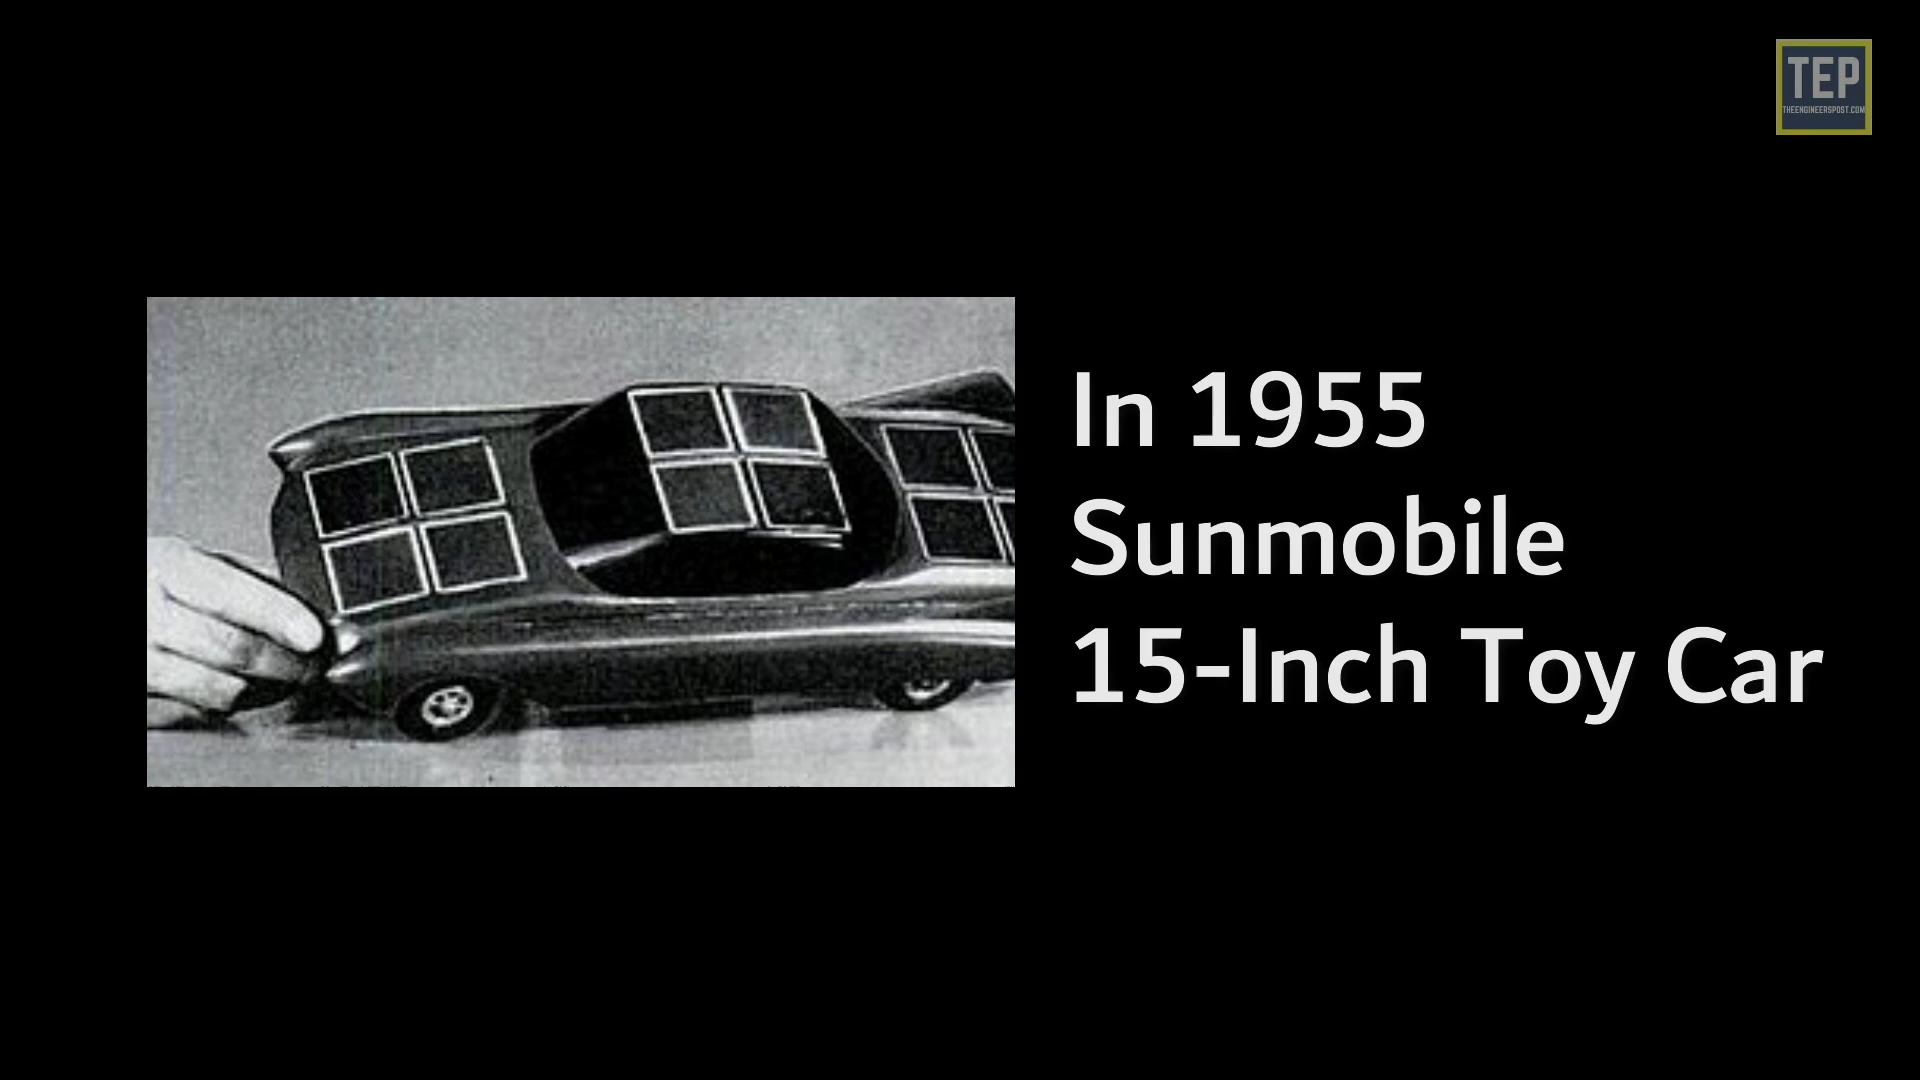 TEP
THEENGINEERSPOST.COM
In 1955
Sunmobile
15-Inch Toy Car